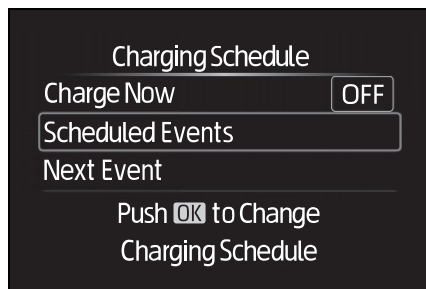 Charging Schedule
Charge Now OFF
Scheduled Events
Next Event
Push OK to Change
Charging Schedule